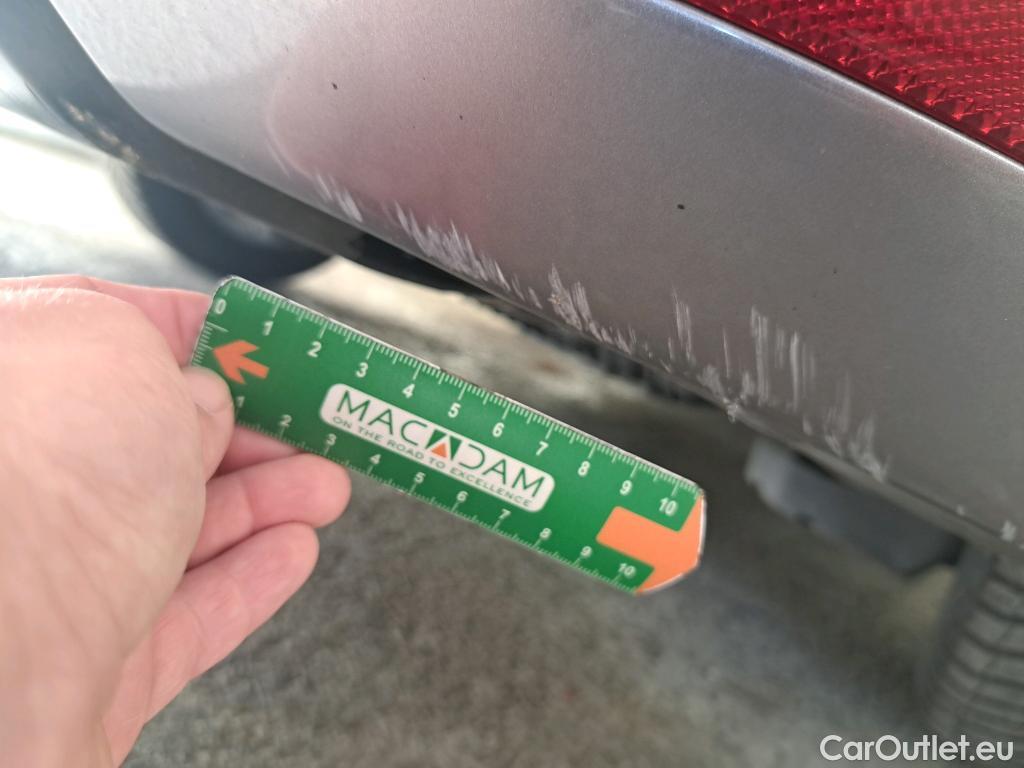 0 1 2 3 4 5 6 7 8 9 10
MACADAM
ON THE ROAD TO EXCELLENCE
1 2 3 4 5 6 7 8 9 10
CarOutlet.eu